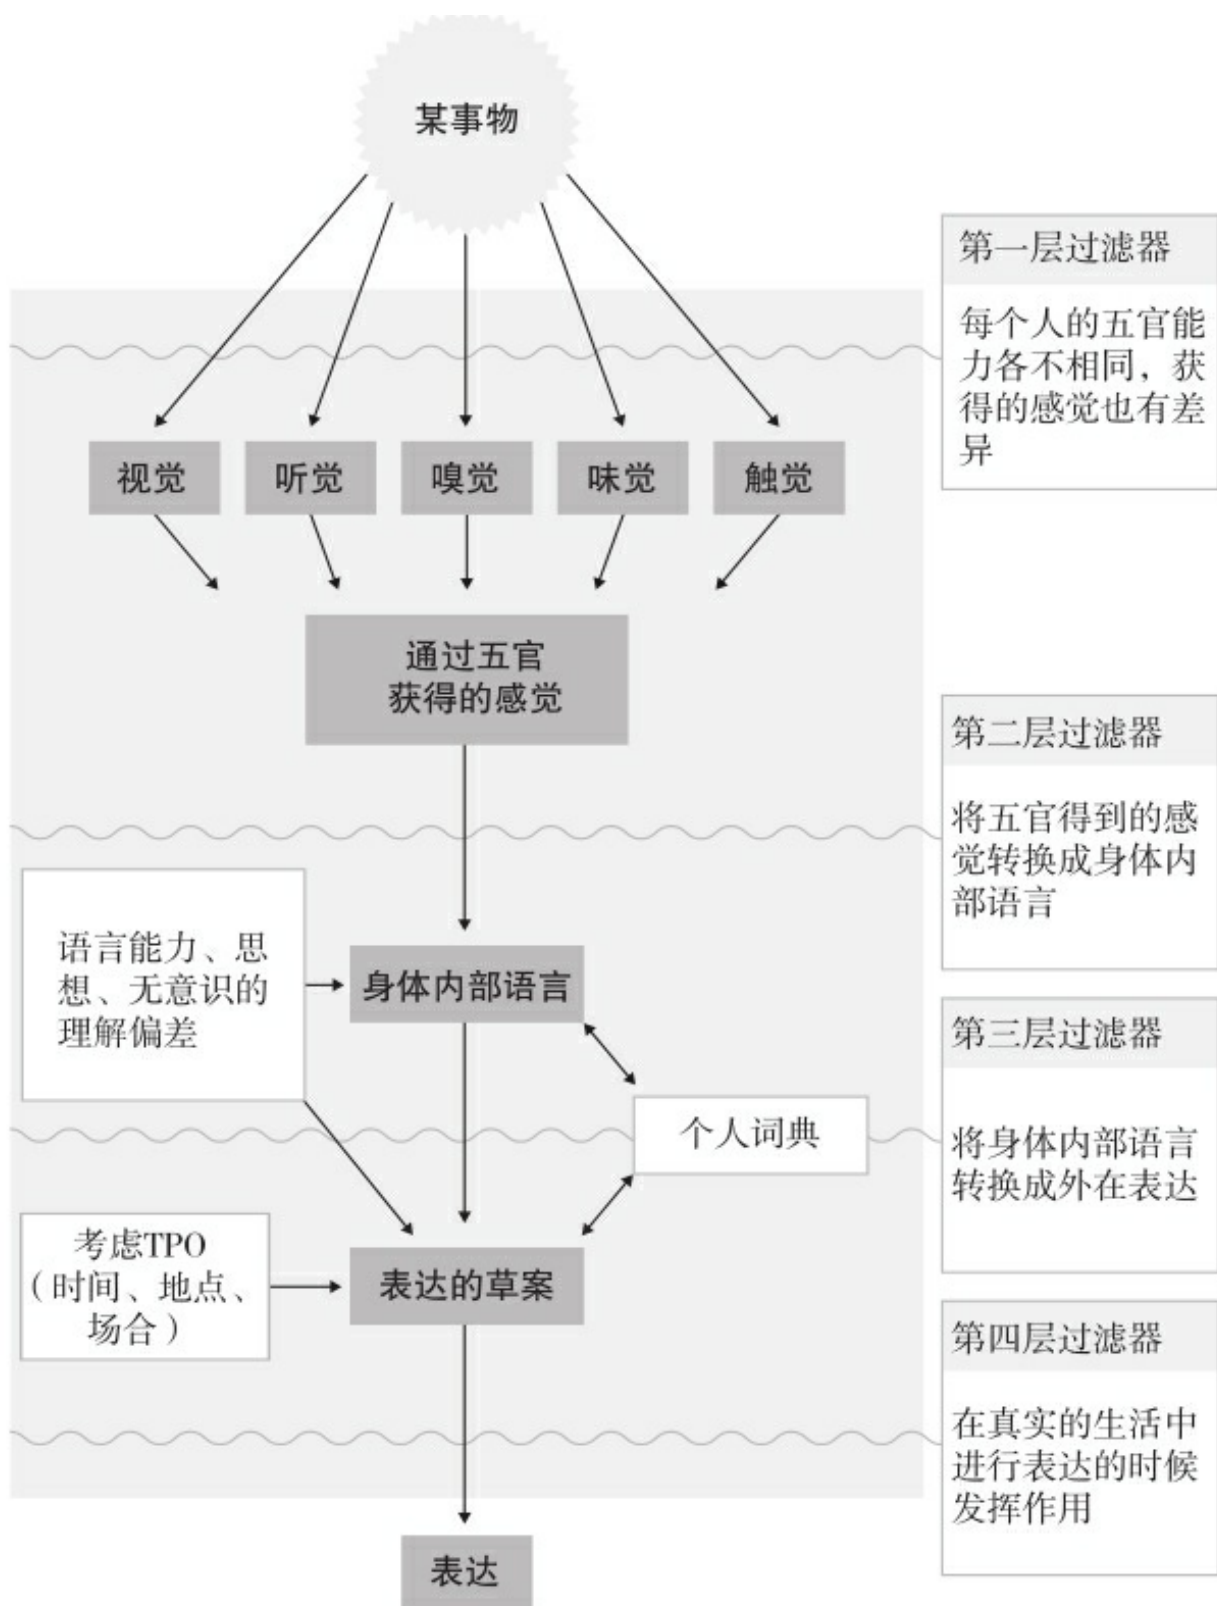 某事物
第一层过滤器
每个人的五官能
力各不相同，获
得的感觉也有差
异
视觉
听觉
嗅觉
味觉
触觉
通过五官
获得的感觉
第二层过滤器
将五官得到的感
觉转换成身体内
部语言
语言能力、思
想、无意识的
理解偏差
身体内部语言
第三层过滤器
将身体内部语言
转换成外在表达
个人词典
考虑TPO
（时间、地点、
场合）
表达的草案
第四层过滤器
在真实的生活中
进行表达的时候
发挥作用
表达